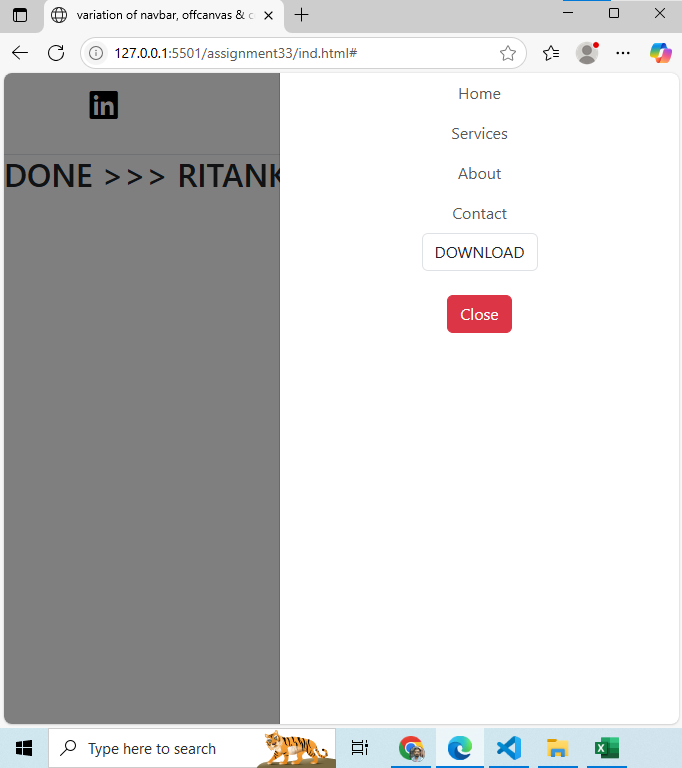 variation of navbar, offcanvas &
127.0.0.1:5501/assignment33/ind.html#
in
Home
Services
About
Contact
DOWNLOAD
Close
DONE >>> RITANK
Type here to search